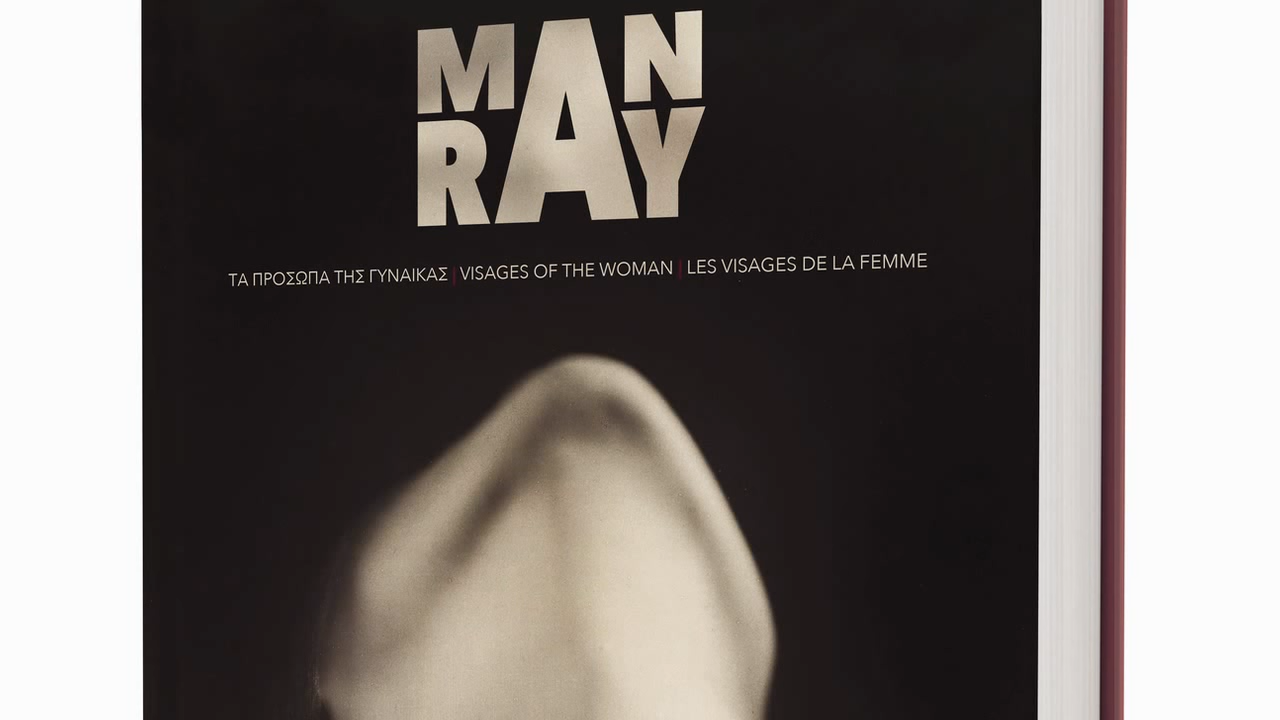 MAN
RAY
ΤΑ ΠΡΟΣΩΠΑ ΤΗΣ ΓΥΝΑΙΚΑΣ | VISAGES OF THE WOMAN | LES VISAGES DE LA FEMME